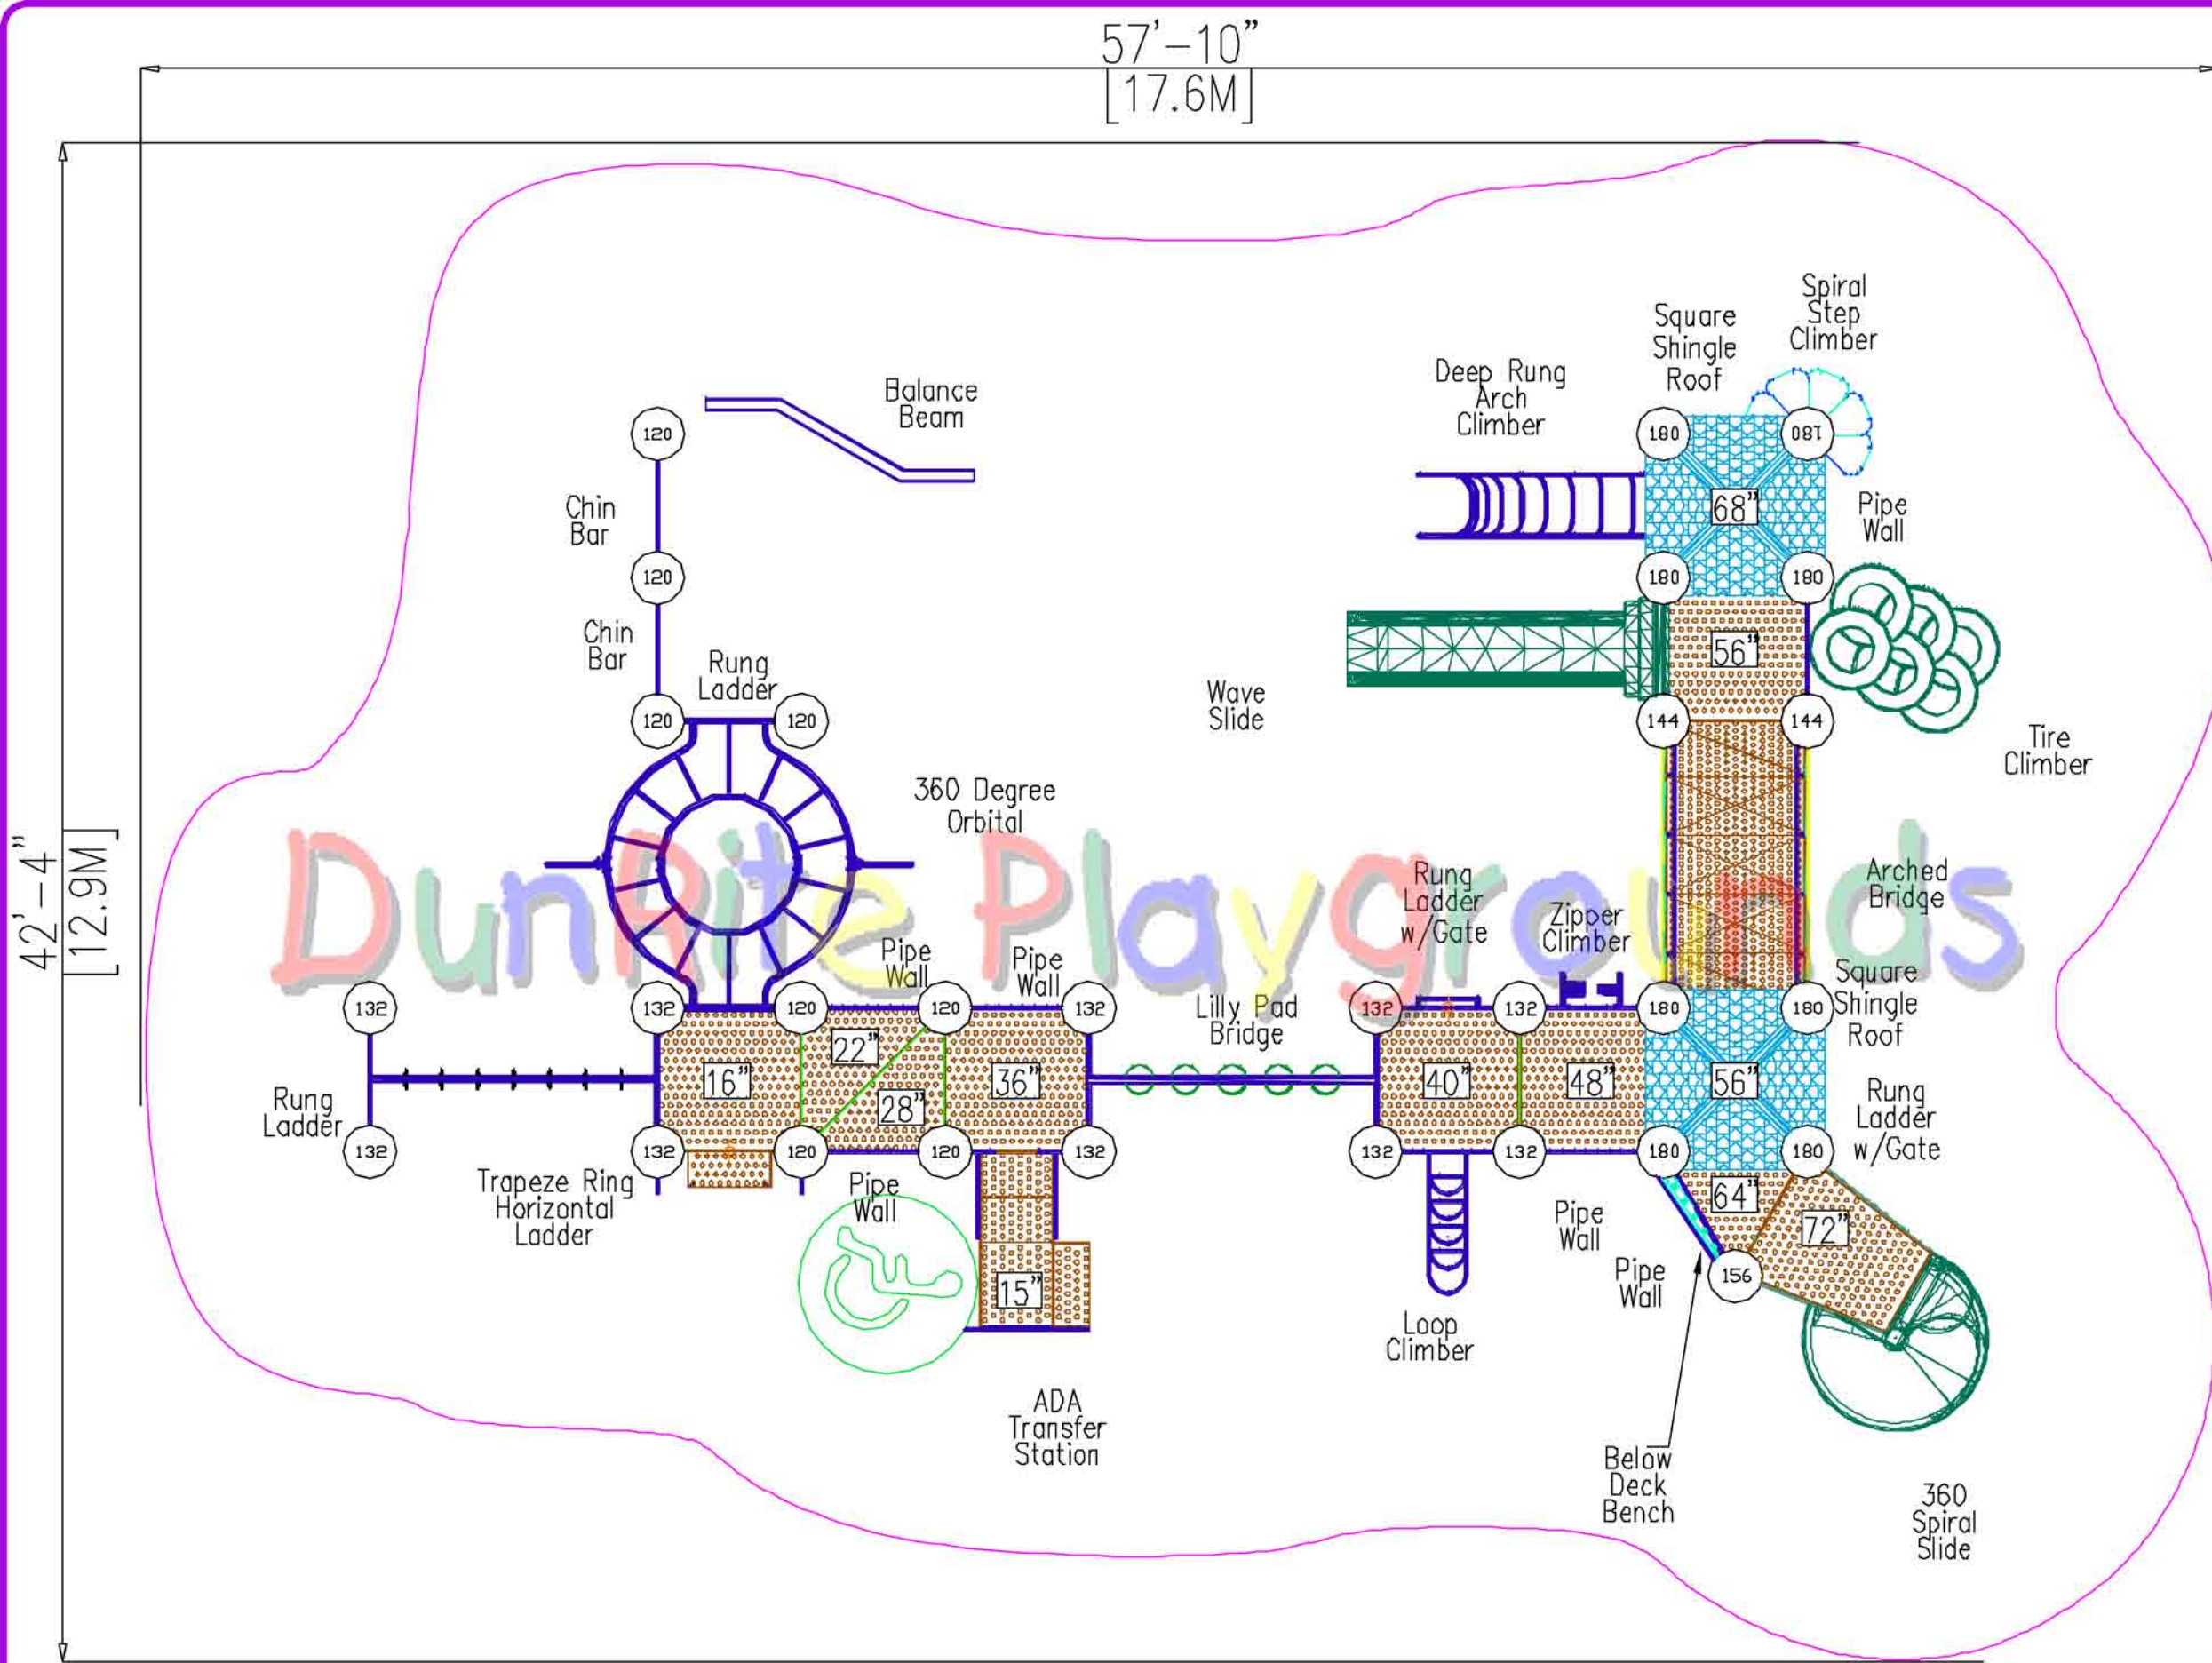 57'-10"
[17.6M]
42'-4"
[12.9M]
Spiral
Step
Climber
Square
Shingle
Roof
Deep Rung
Arch
Climber
Balance
Beam
120
180
180
68"
Pipe
Wall
Chin
Bar
120
180
180
Chin
Bar
56"
Rung
Ladder
Wave
Slide
120
120
144
144
Tire
Climber
360 Degree
Orbital
DunRite Playgrounds
Rung
Ladder
w/Gate
Zipper
Climber
Arched
Bridge
Pipe
Wall
Pipe
Wall
Lilly Pad
Bridge
Square
Shingle
Roof
132
132
120
120
132
132
132
180
180
22"
16"
28"
36"
40"
48"
56"
Rung
Ladder
Rung
Ladder
w/Gate
132
132
120
120
132
132
132
180
180
Trapeze Ring
Horizontal
Ladder
Pipe
Wall
Pipe
Wall
64"
72"
Pipe
Wall
156
15"
Loop
Climber
ADA
Transfer
Station
Below
Deck
Bench
360
Spiral
Slide